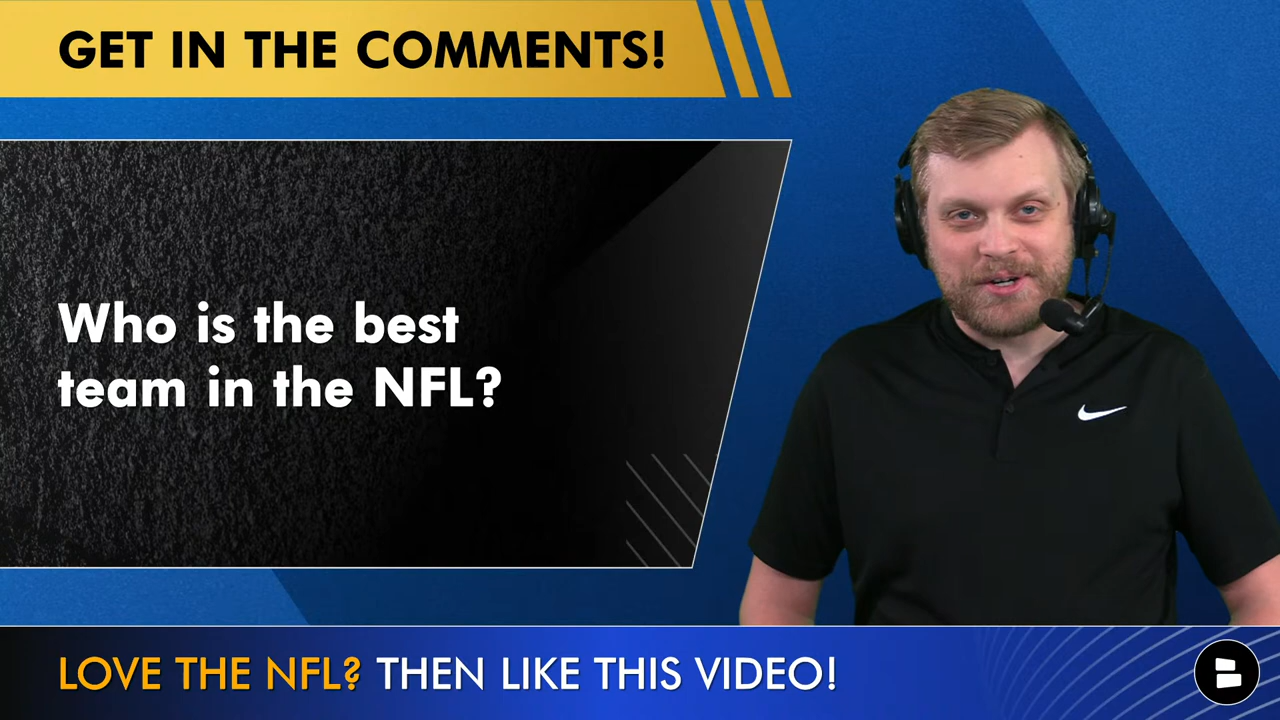 GET IN THE COMMENTS!
Who is the best
team in the NFL?
LOVE THE NFL? THEN LIKE THIS VIDEO!